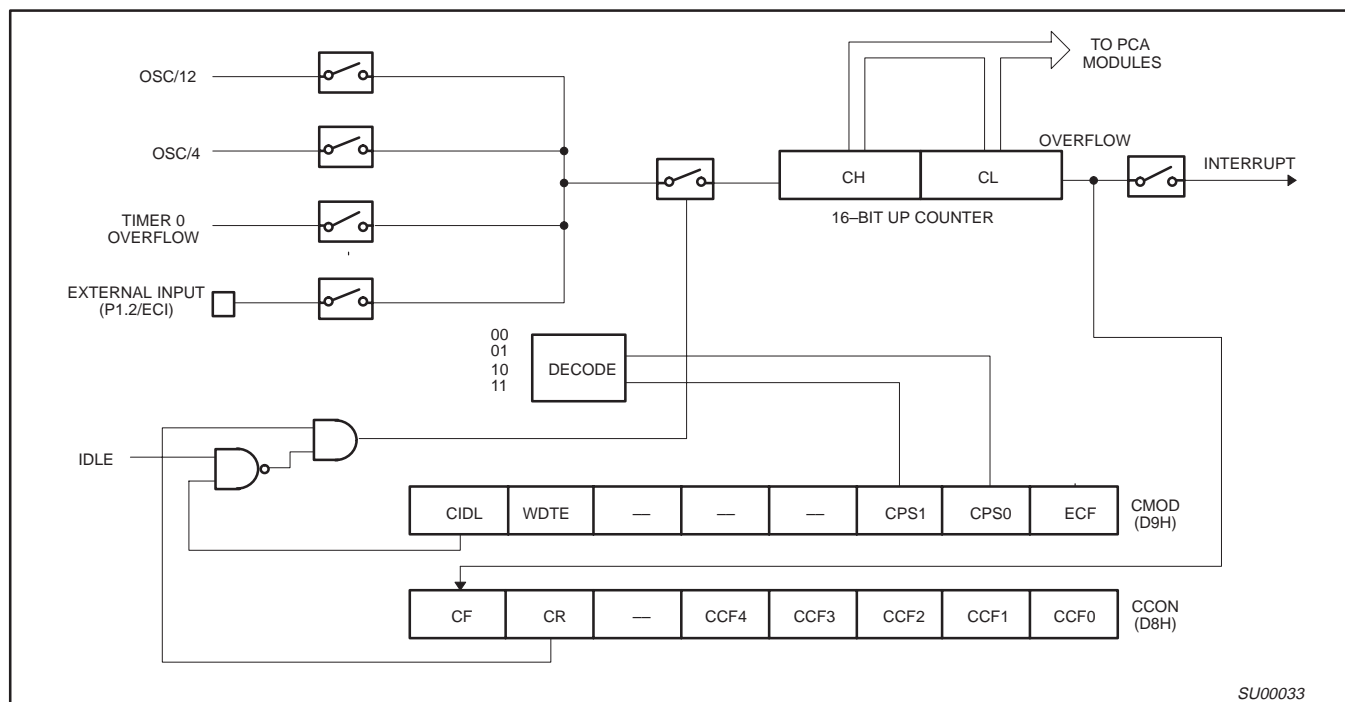 TO PCA
MODULES
OSC/12
OSC/4
OVERFLOW
INTERRUPT
CH
CL
16–BIT UP COUNTER
TIMER 0
OVERFLOW
EXTERNAL INPUT
(P1.2/ECI)
00
01
10
11
DECODE
IDLE
CIDL WDTE –– –– –– CPS1 CPS0 ECF
CMOD
(D9H)
CF CR –– CCF4 CCF3 CCF2 CCF1 CCF0
CCON
(D8H)
SU00033